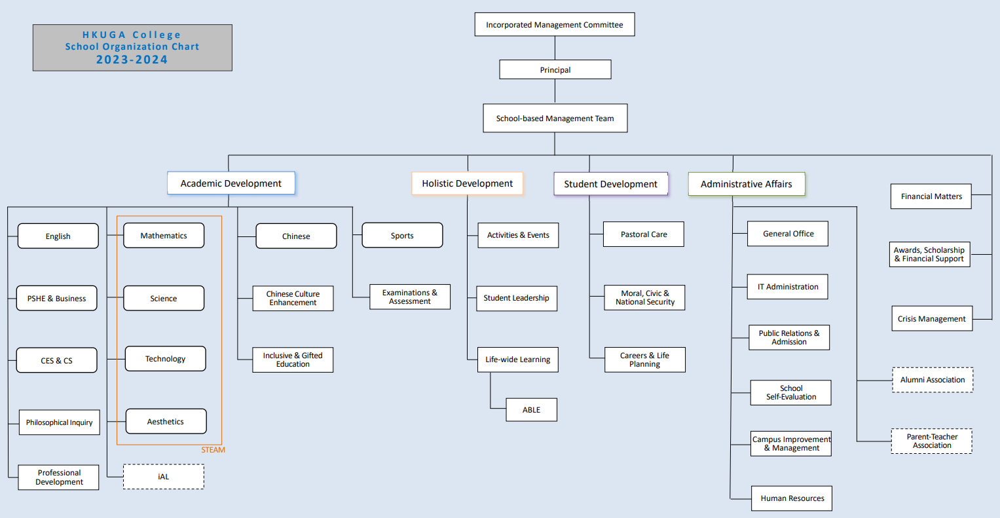 HKUGA College
School Organization Chart
2023-2024
Incorporated Management Committee
Principal
School-based Management Team
Academic Development
Holistic Development
Student Development
Administrative Affairs
Financial Matters
Awards, Scholarship
& Financial Support
Crisis Management
Alumni Association
Parent-Teacher
Association
English
PSHE & Business
CES & CS
Philosophical Inquiry
Professional
Development
Mathematics
Science
Technology
Aesthetics
STEAM
iAL
Chinese
Chinese Culture
Enhancement
Inclusive & Gifted
Education
Sports
Examinations &
Assessment
Activities & Events
Student Leadership
Life-wide Learning
ABLE
Pastoral Care
Moral, Civic &
National Security
Careers & Life
Planning
General Office
IT Administration
Public Relations &
Admission
School
Self-Evaluation
Campus Improvement
& Management
Human Resources